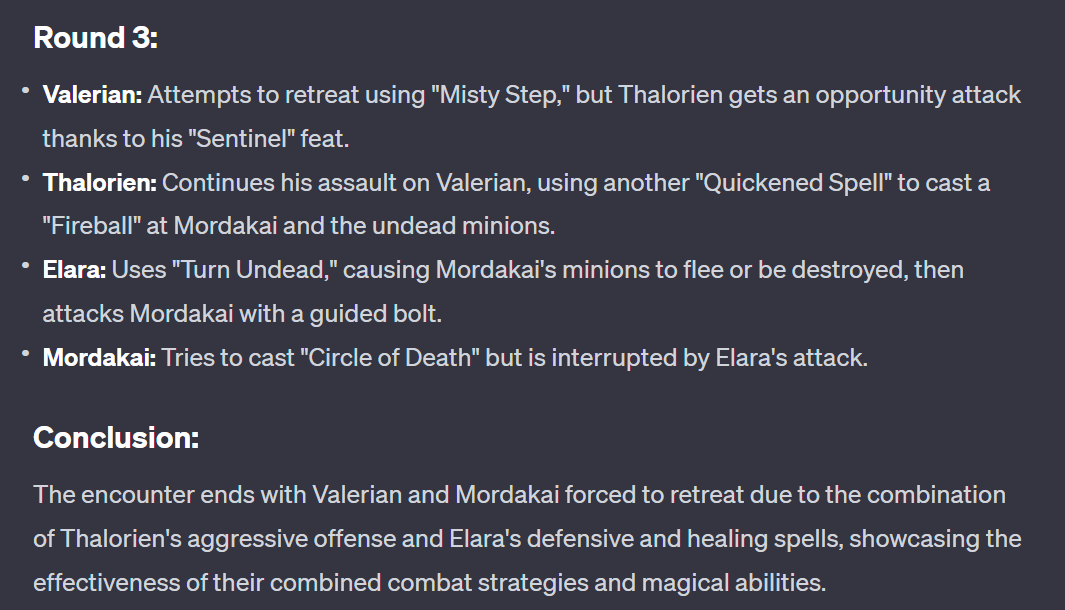 Round 3:
• Valerian: Attempts to retreat using "Misty Step," but Thalorien gets an opportunity attack
thanks to his "Sentinel" feat.
• Thalorien: Continues his assault on Valerian, using another "Quickened Spell" to cast a
"Fireball" at Mordakai and the undead minions.
• Elara: Uses "Turn Undead," causing Mordakai's minions to flee or be destroyed, then
attacks Mordakai with a guided bolt.
• Mordakai: Tries to cast "Circle of Death" but is interrupted by Elara's attack.
Conclusion:
The encounter ends with Valerian and Mordakai forced to retreat due to the combination
of Thalorien's aggressive offense and Elara's defensive and healing spells, showcasing the
effectiveness of their combined combat strategies and magical abilities.